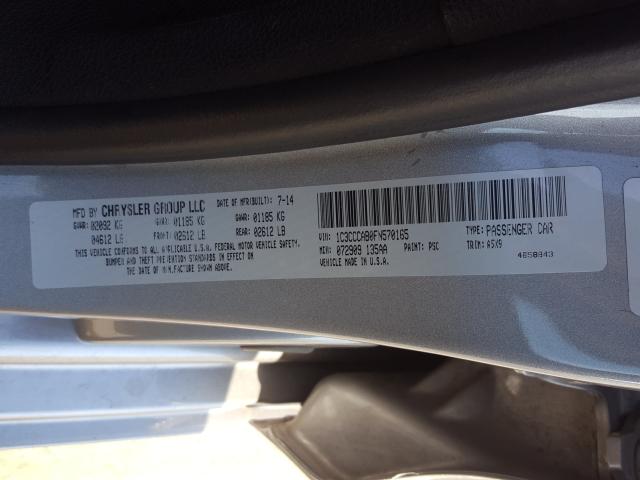 MFD BY CHRYSLER GROUP LLC DATE OF MFR(BUILT): 7-14
GVWR: 02092 KG GAWR: 01185 KG GAWR: 01185 KG
04612 LB FRONT: 02612 LB REAR: 02612 LB
THIS VEHICLE CONFORMS TO ALL APPLICABLE U.S.A. FEDERAL MOTOR VEHICLE SAFETY,
BUMPER AND THEFT PREVENTION STANDARDS IN EFFECT ON
THE DATE OF MANUFACTURE SHOWN ABOVE.
VIN: 1C3CCCAB0FN570165 TYPE: PASSENGER CAR
MDH: 072909 135AA PAINT: PSC TRIM: A5X9
VEHICLE MADE IN U.S.A. 4658843